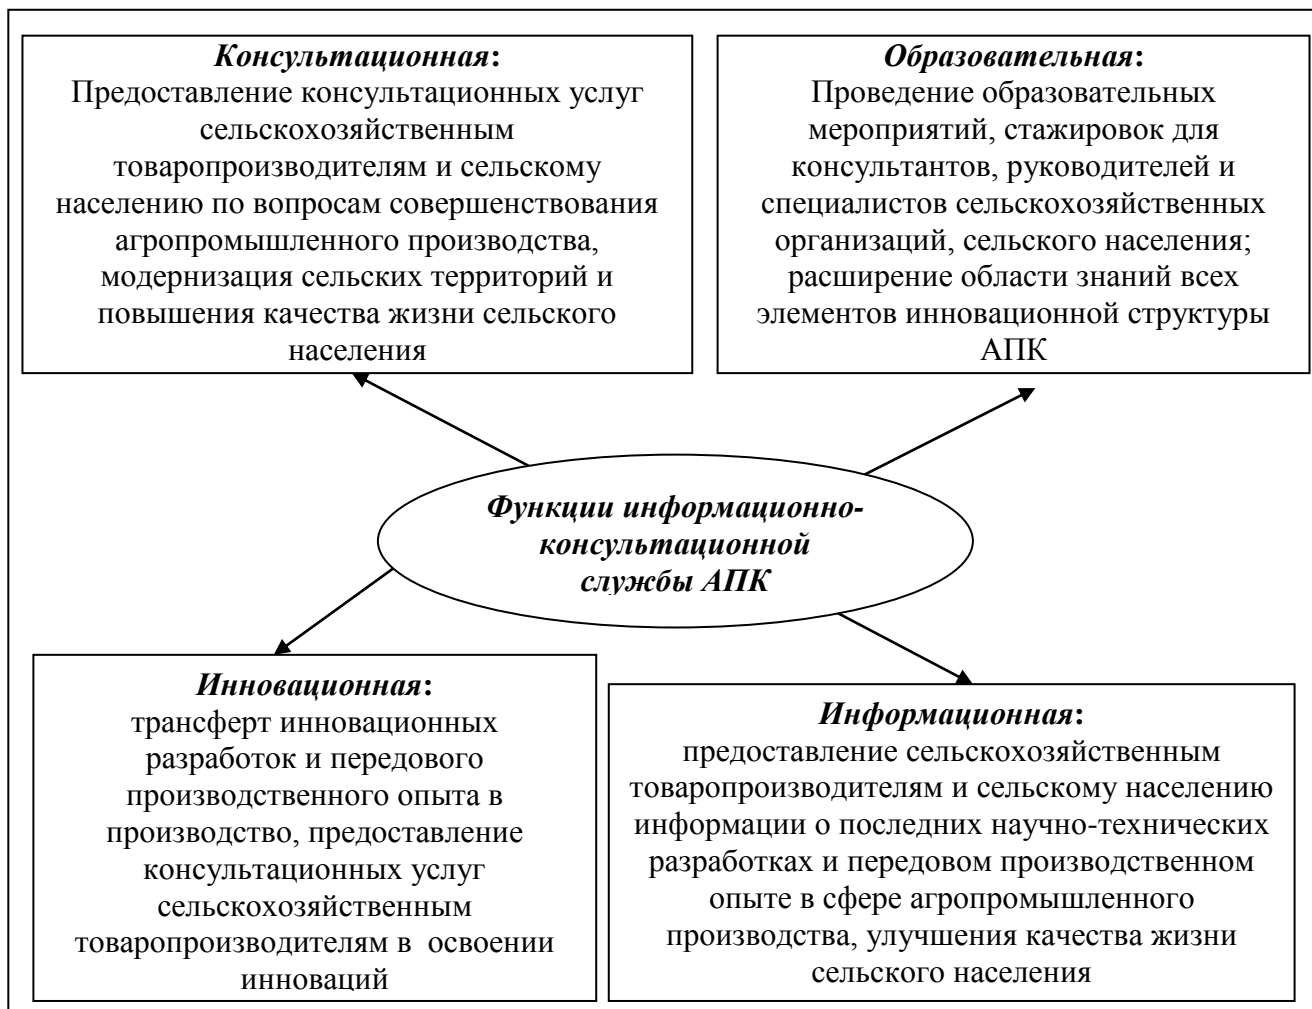 Консультационная:
Предоставление консультационных услуг
сельскохозяйственным
товаропроизводителям и сельскому
населению по вопросам совершенствования
агропромышленного производства,
модернизация сельских территорий и
повышения качества жизни сельского
населения
Образовательная:
Проведение образовательных
мероприятий, стажировок для
консультантов, руководителей и
специалистов сельскохозяйственных
организаций, сельского населения;
расширение области знаний всех
элементов инновационной структуры
АПК
Функции информационно-
консультационной
службы АПК
Инновационная:
трансферт инновационных
разработок и передового
производственного опыта в
производство, предоставление
консультационных услуг
сельскохозяйственным
товаропроизводителям в  освоении
инноваций
Информационная:
предоставление сельскохозяйственным
товаропроизводителям и сельскому населению
информации о последних научно-технических
разработках и передовом производственном
опыте в сфере агропромышленного
производства, улучшения качества жизни
сельского населения